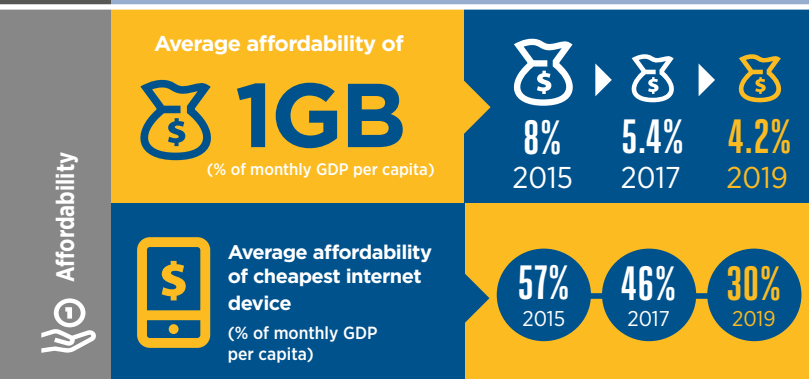 Affordability
Average affordability of
$ 1GB
(% of monthly GDP per capita)
$ $ $
8% 5.4% 4.2%
2015 2017 2019
$
Average affordability
of cheapest internet
device
(% of monthly GDP
per capita)
57% 46% 30%
2015 2017 2019
1